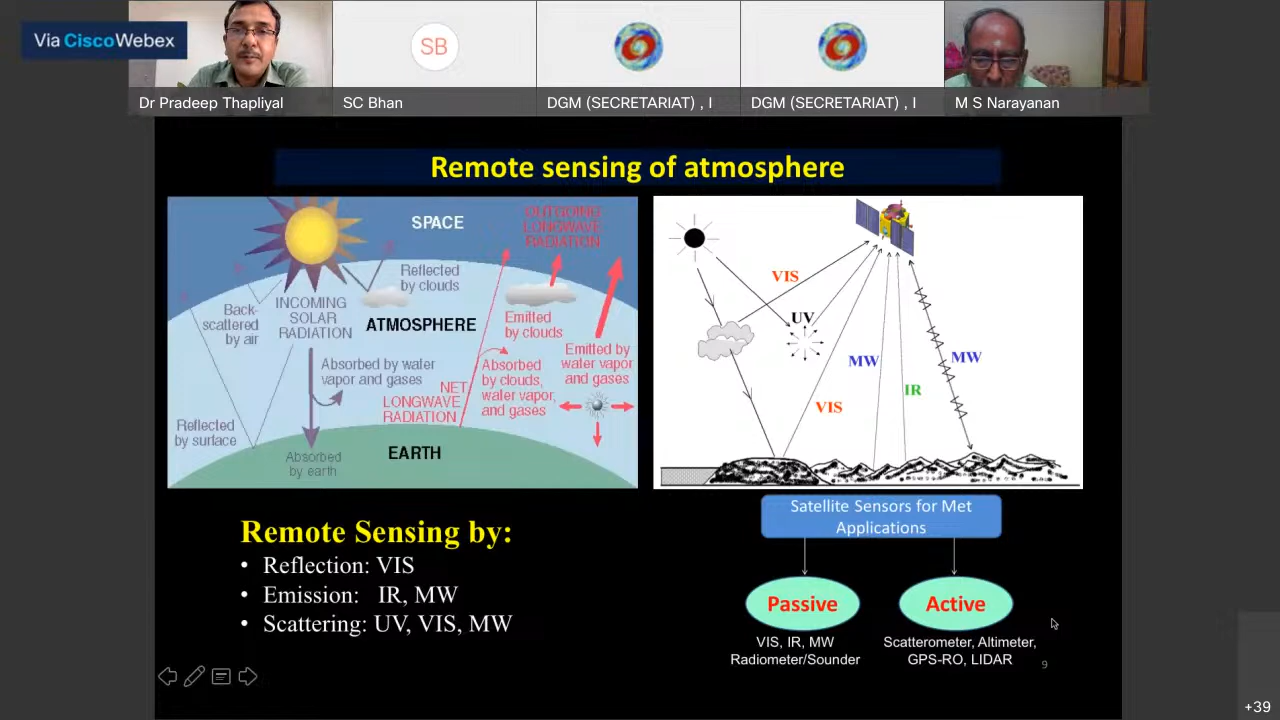 Via CiscoWebex
SB
Dr Pradeep Thapliyal
SC Bhan
DGM (SECRETARIAT) , I
DGM (SECRETARIAT) , I
M S Narayanan
Remote sensing of atmosphere
SPACE
OUTGOING
LONGWAVE
RADIATION
Reflected
by clouds
Back-
scattered
by air
INCOMING
SOLAR
RADIATION
ATMOSPHERE
Emitted
by clouds
Absorbed by water
vapor and gases
Absorbed
by clouds,
water vapor,
and gases
Emitted by
water vapor
and gases
NET
LONGWAVE
RADIATION
Reflected
by surface
Absorbed
by earth
EARTH
VIS
UV
MW
MW
IR
VIS
Satellite Sensors for Met
Applications
Remote Sensing by:
• Reflection: VIS
• Emission: IR, MW
• Scattering: UV, VIS, MW
Passive
Active
VIS, IR, MW
Radiometer/Sounder
Scatterometer, Altimeter,
GPS-RO, LIDAR
9
+39